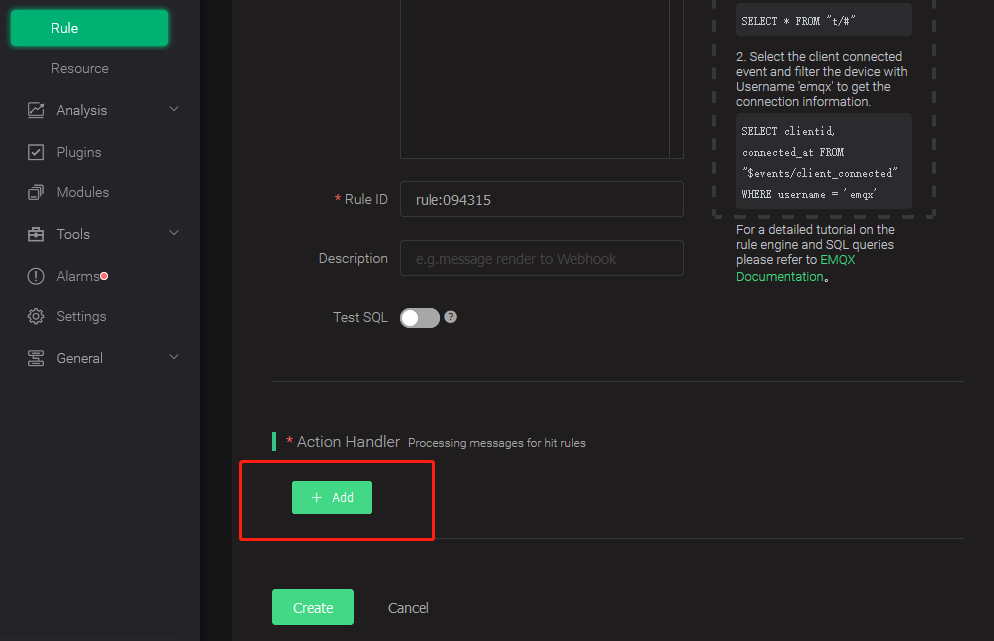 Rule
Resource
Analysis
Plugins
Modules
Tools
Alarms
Settings
General
* Rule ID
rule:094315
Description
e.g.message render to Webhook
Test SQL
?
* Action Handler Processing messages for hit rules
+ Add
Create
Cancel
SELECT * FROM "t/#"
2. Select the client connected
event and filter the device with
Username 'emqx' to get the
connection information.
SELECT clientid,
connected_at FROM
"$events/client_connected"
WHERE username = 'emqx'
For a detailed tutorial on the
rule engine and SQL queries
please refer to EMQX
Documentation。